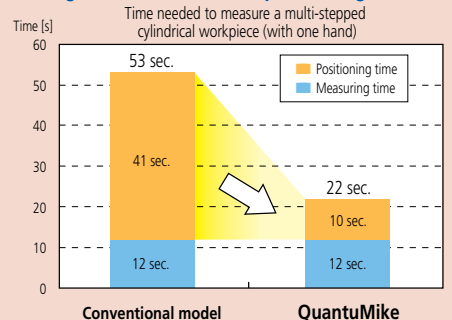 Time needed to measure a multi-stepped
cylindrical workpiece (with one hand)
Time [s]
60
50
40
30
20
10
0
53 sec.
41 sec.
12 sec.
Positioning time
Measuring time
22 sec.
10 sec.
12 sec.
Conventional model
QuantuMike